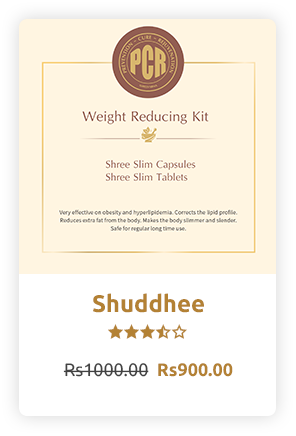 PREVENTION - CURE - REJUVENATION
PCR
Weight Reducing Kit
Shree Slim Capsules
Shree Slim Tablets
Very effective on obesity and hyperlipidemia. Corrects the lipid profile.
Reduces extra fat from the body. Makes the body slimmer and slender.
Safe for regular long time use.
Shuddhee
Rs1000.00 Rs900.00